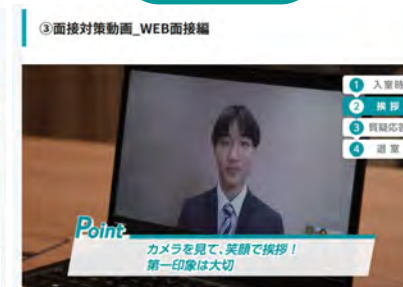 ③面接対策動画_WEB面接編
1 入室時
2 挨拶
3 質疑応答
4 退室
Point
カメラを見て、笑顔で挨拶！
第一印象は大切